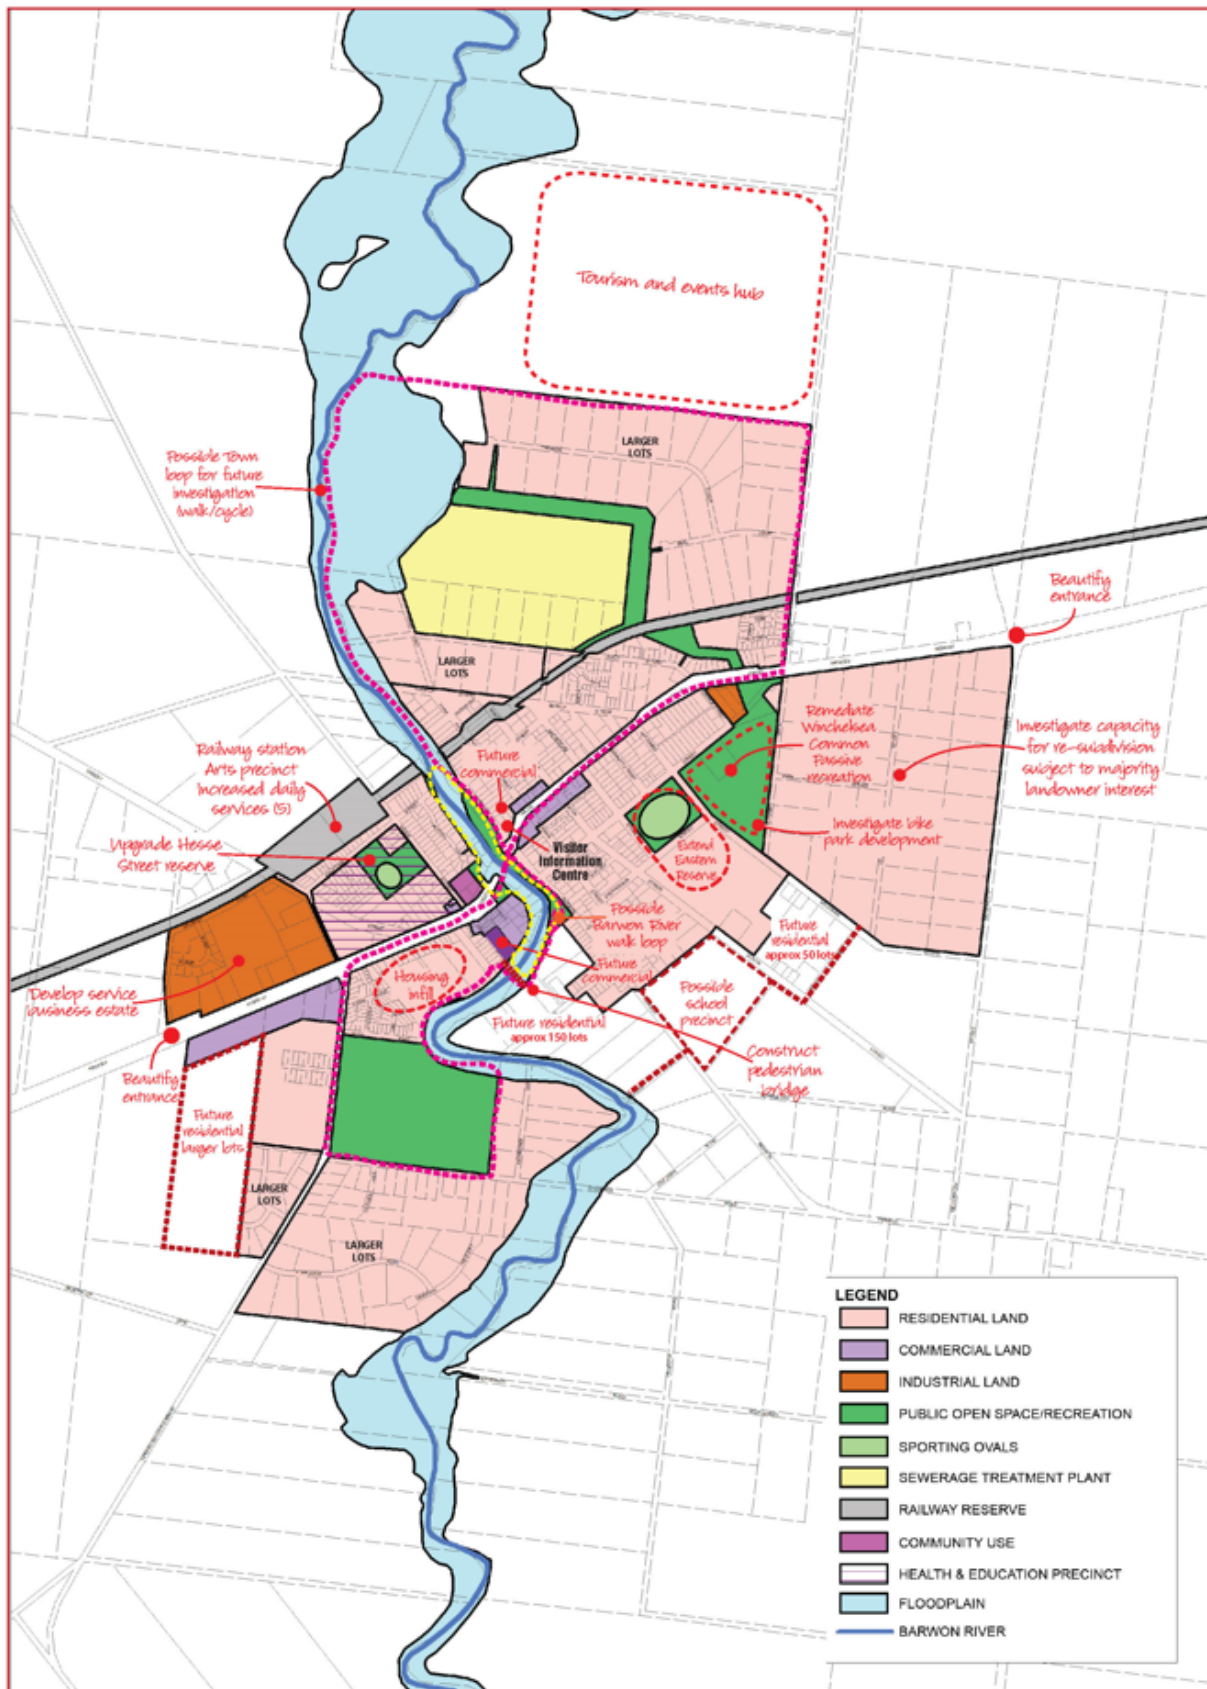 Tourism and events hub
LARGER
LOTS
Possible Town
loop for future
investigation
(walk/cycle)
Beautify
entrance
LARGER
LOTS
Railway station
Arts precinct
Increased daily
services (5)
Future
commercial
Remediate
Winchelsea
Common
Passive
recreation
Investigate capacity
for re-subdivision
subject to majority
landowner interest
Upgrade Hesse
Street reserve
Visitor
Information
Centre
Extend
Eastern
Reserve
Investigate bike
park development
Possible
Barwon River
walk loop
Future
commercial
Future
residential
approx 50 lots
Housing
infill
Possible
school
precinct
Develop service
business estate
Future residential
approx 150 lots
Construct
pedestrian
bridge
Beautify
entrance
Future
residential
larger lots
LARGER
LOTS
LARGER
LOTS
LEGEND
RESIDENTIAL LAND
COMMERCIAL LAND
INDUSTRIAL LAND
PUBLIC OPEN SPACE/RECREATION
SPORTING OVALS
SEWERAGE TREATMENT PLANT
RAILWAY RESERVE
COMMUNITY USE
HEALTH & EDUCATION PRECINCT
FLOODPLAIN
BARWON RIVER